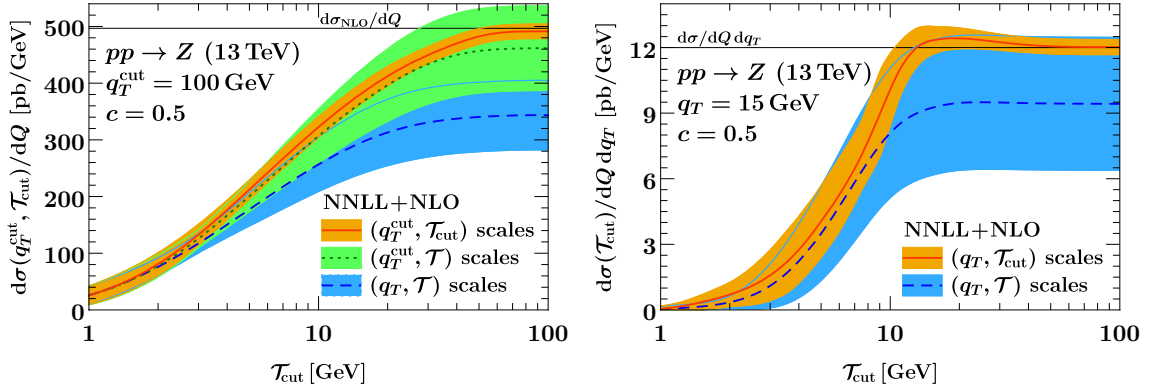 dσ(q_T^cut, 𝒯_cut)/dQ [pb/GeV]
500
400
300
200
100
0
dσ_NLO/dQ
pp → Z (13 TeV)
q_T^cut = 100 GeV
c = 0.5
NNLL+NLO
(q_T^cut, 𝒯_cut) scales
(q_T^cut, 𝒯) scales
(q_T, 𝒯) scales
1 10 100
𝒯_cut [GeV]
dσ(𝒯_cut)/dQ dq_T [pb/GeV]
15
12
9
6
3
0
dσ/dQ dq_T
pp → Z (13 TeV)
q_T = 15 GeV
c = 0.5
NNLL+NLO
(q_T, 𝒯_cut) scales
(q_T, 𝒯) scales
1 10 100
𝒯_cut [GeV]